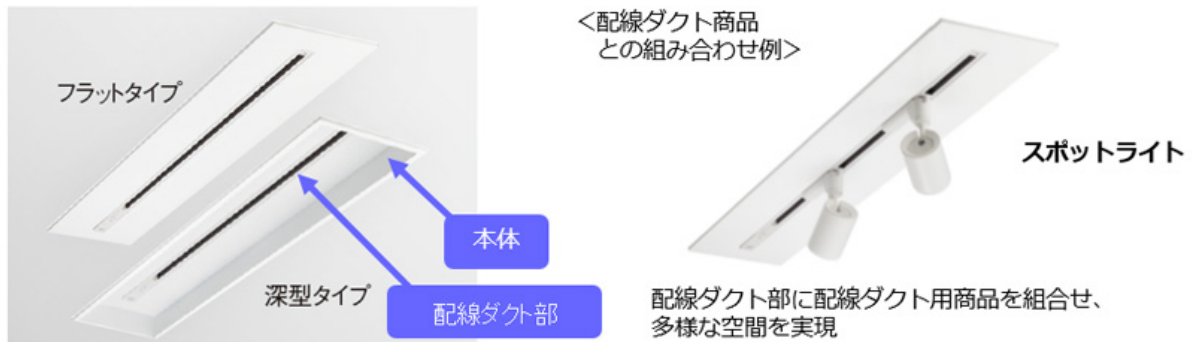 フラットタイプ
深型タイプ
本体
配線ダクト部
<配線ダクト商品
との組み合わせ例>
スポットライト
配線ダクト部に配線ダクト用商品を組合せ、
多様な空間を実現